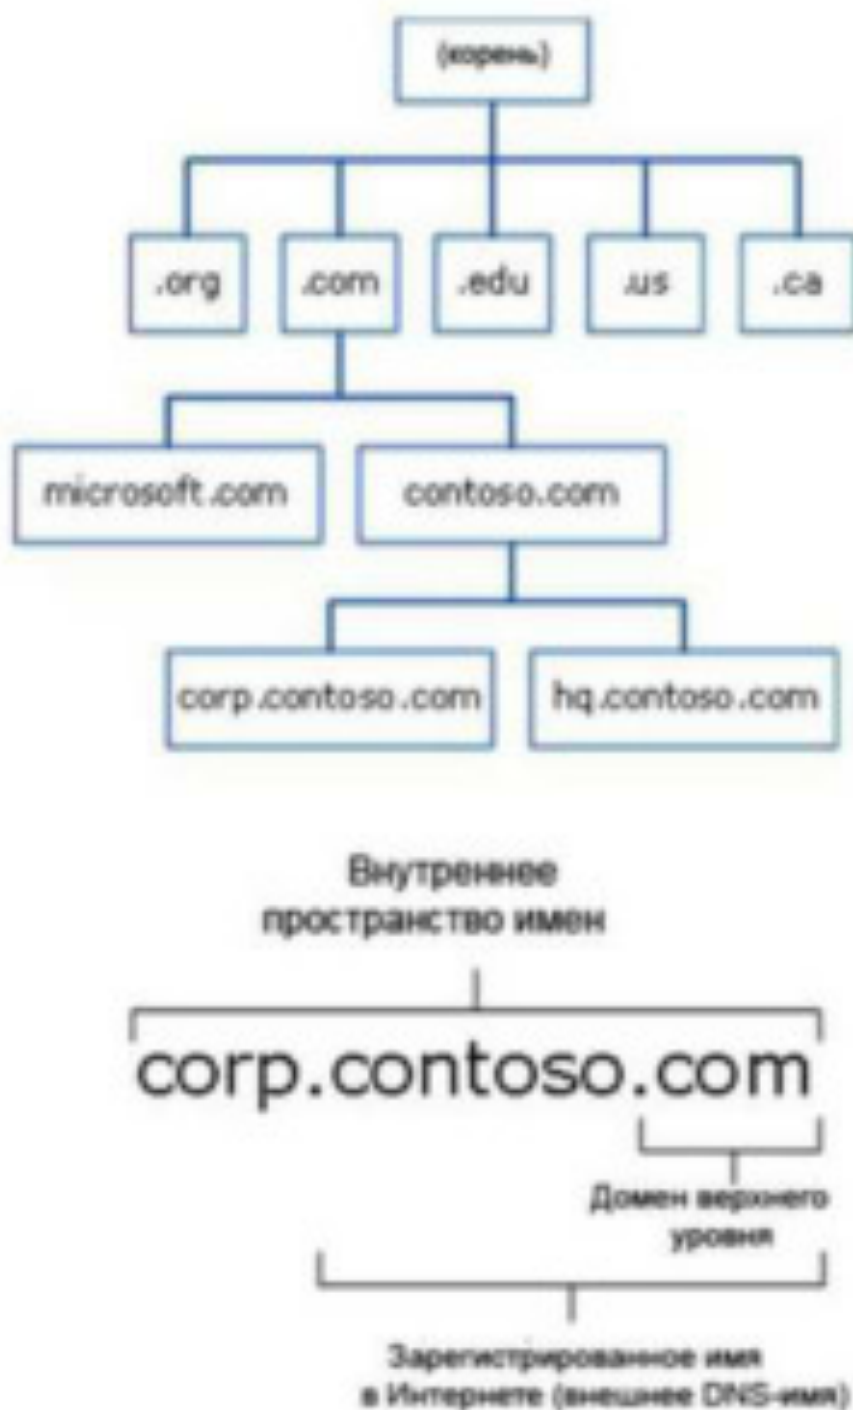 (корень)
.org .com .edu .us .ca
microsoft.com contoso.com
corp.contoso.com hq.contoso.com
Внутреннее
пространство имен
corp.contoso.com
Домен верхнего
уровня
Зарегистрированное имя
в Интернете (внешнее DNS-имя)